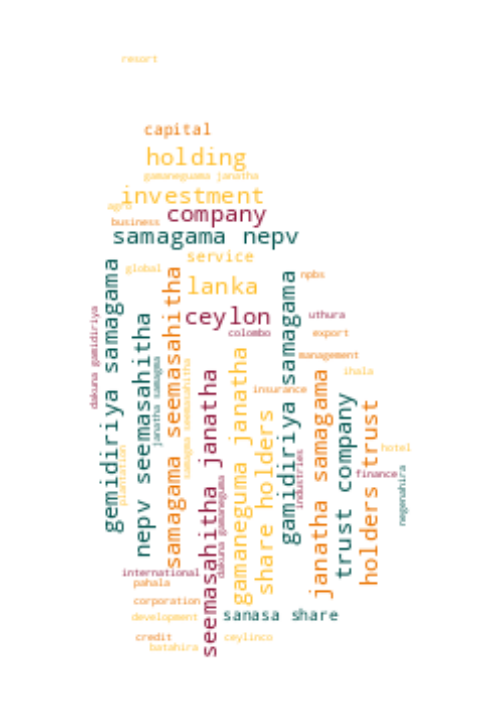 resort
capital
holding
gamaneguama janatha
investment
agro
company
business
samagama nepv
service
global
npbs
lanka
gemidiriya samagama
samagama seemasahitha
gamidiriya samagama
dakuna gamidiriya
nepv seemasahitha
ceylon
uthura
colombo
export
janatha samagma
samagama seemasahitha
gamaneguma janatha
management
ihala
seemasahitha janatha
janatha samagama
insurance
trust company
holders trust
share holders
plantation
industries
hotel
finance
negenahira
dakuna gamaneguma
international
pahala
corporation
development
sanasa share
credit
ceylinco
batahira